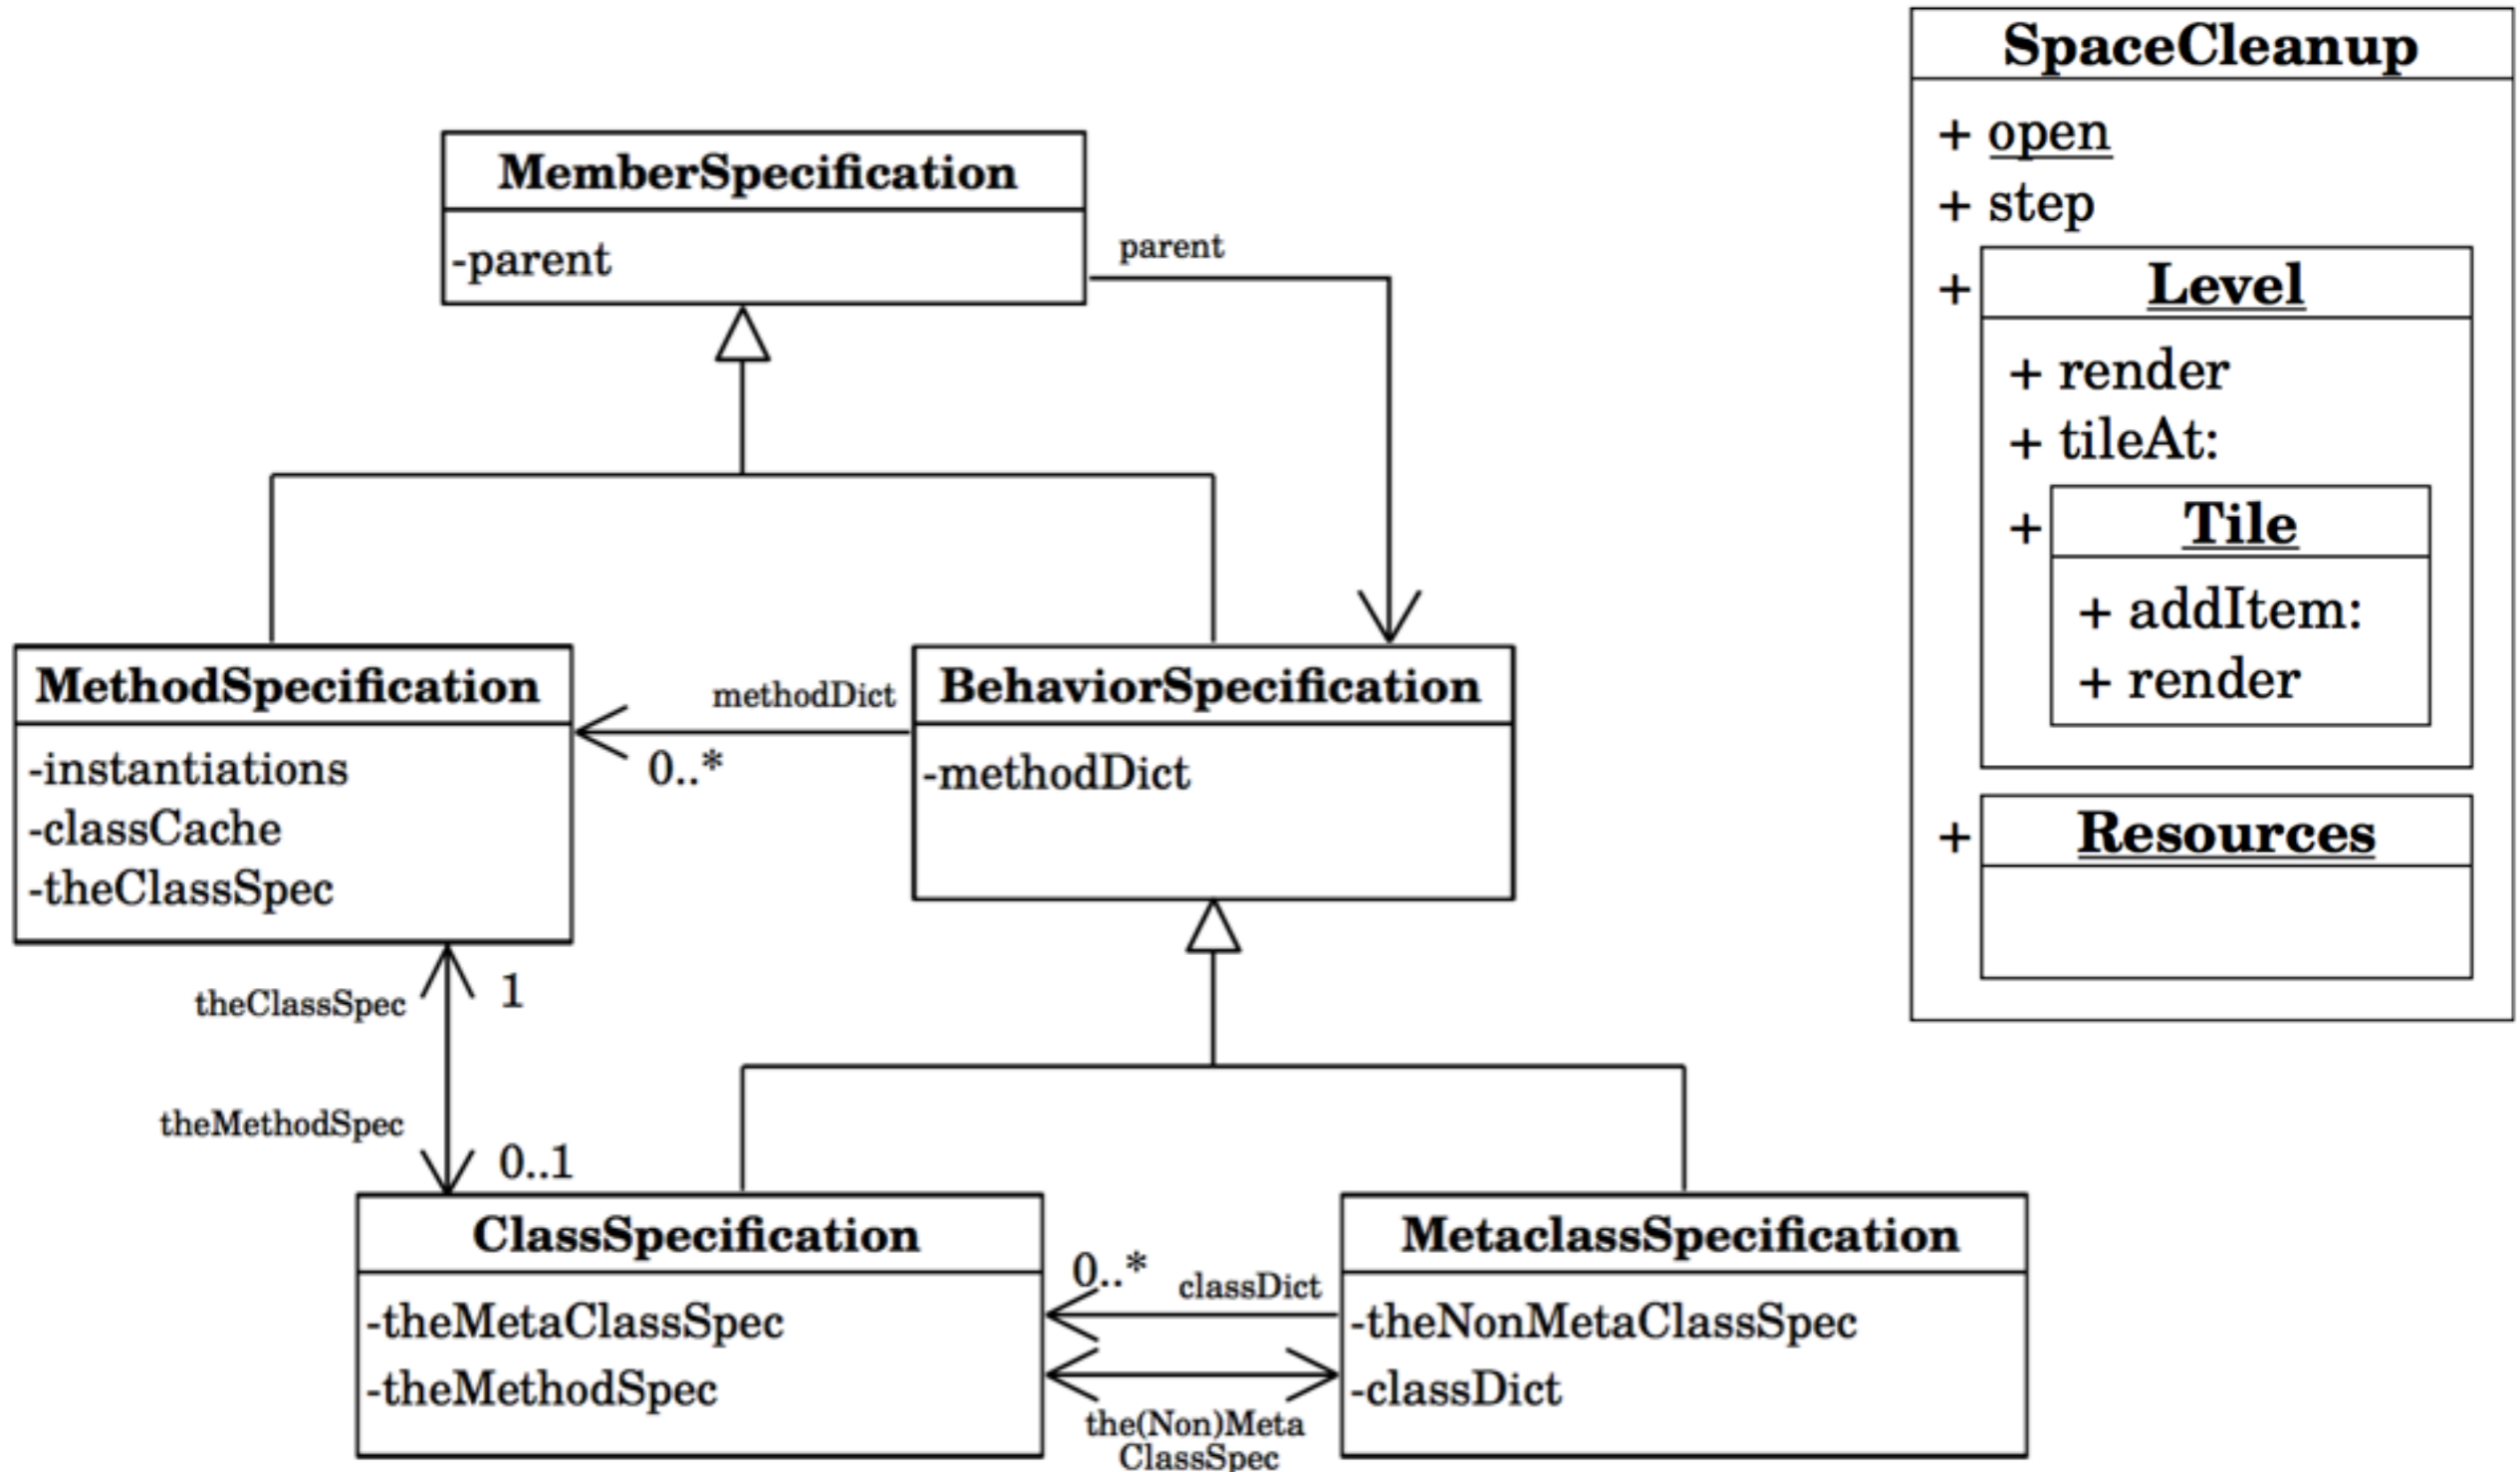 MemberSpecification
-parent
parent
MethodSpecification
-instantiations
-classCache
-theClassSpec
methodDict
0..*
BehaviorSpecification
-methodDict
theClassSpec
1
theMethodSpec
0..1
ClassSpecification
-theMetaClassSpec
-theMethodSpec
0..*
classDict
the(Non)Meta
ClassSpec
MetaclassSpecification
-theNonMetaClassSpec
-classDict
SpaceCleanup
+ open
+ step
+ Level
+ render
+ tileAt:
+ Tile
+ addItem:
+ render
+ Resources